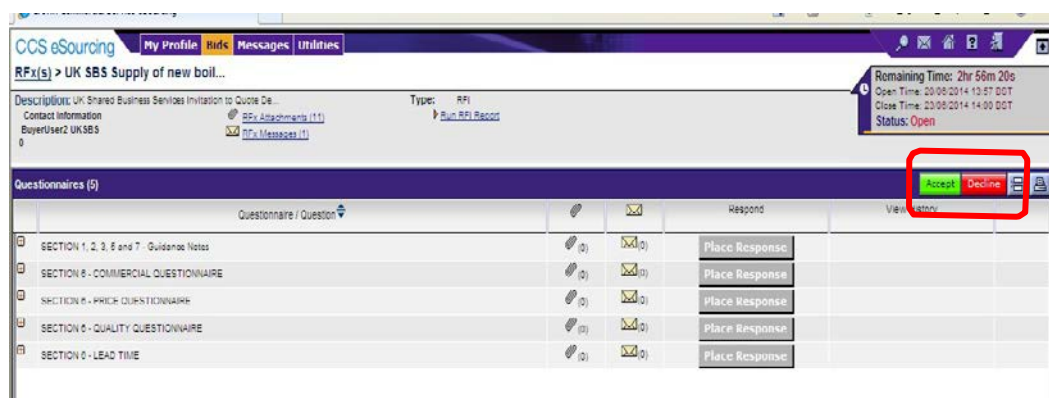 CCS eSourcing My Profile Bids Messages Utilities
RFx(s) > UK SBS Supply of new boil...
Remaining Time: 2hr 56m 20s
Open Time: 20/06/2014 13:57 BST
Close Time: 23/06/2014 14:00 BST
Status: Open
Description: UK Shared Business Services Invitation to Quote De...
Type: RFI
Contact Information
RFx Attachments (11)
Run RFI Report
BuyerUser2 UKSBS
RFx Messages (1)
0
Questionnaires (5)
Accept Decline
Questionnaire / Question
Respond
View History
SECTION 1, 2, 3, 5 and 7 - Guidance Notes (0) (0) Place Response
SECTION 6 - COMMERCIAL QUESTIONNAIRE (0) (0) Place Response
SECTION 6 - PRICE QUESTIONNAIRE (0) (0) Place Response
SECTION 6 - QUALITY QUESTIONNAIRE (0) (0) Place Response
SECTION 6 - LEAD TIME (0) (0) Place Response